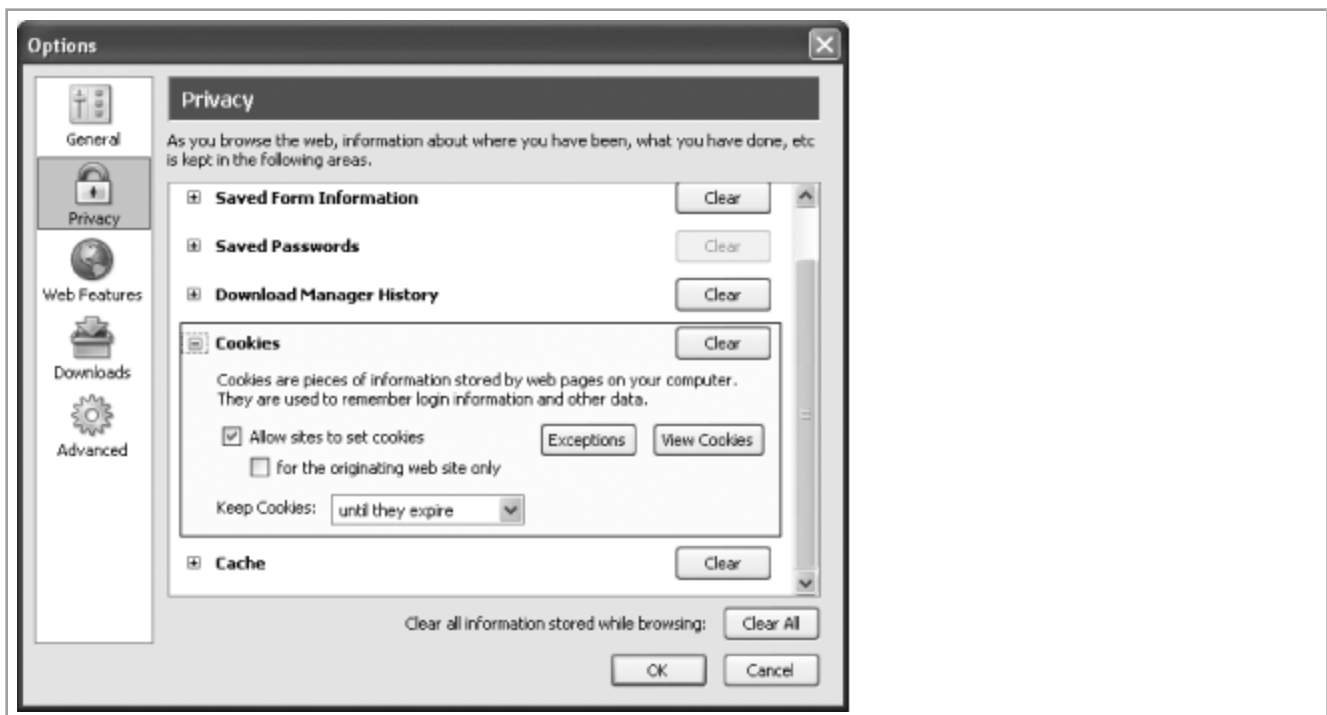 Options
General
Privacy
Web Features
Downloads
Advanced
Privacy
As you browse the web, information about where you have been, what you have done, etc
is kept in the following areas.
Saved Form Information Clear
Saved Passwords Clear
Download Manager History Clear
Cookies Clear
Cookies are pieces of information stored by web pages on your computer.
They are used to remember login information and other data.
Allow sites to set cookies Exceptions View Cookies
for the originating web site only
Keep Cookies: until they expire
Cache Clear
Clear all information stored while browsing: Clear All
OK Cancel